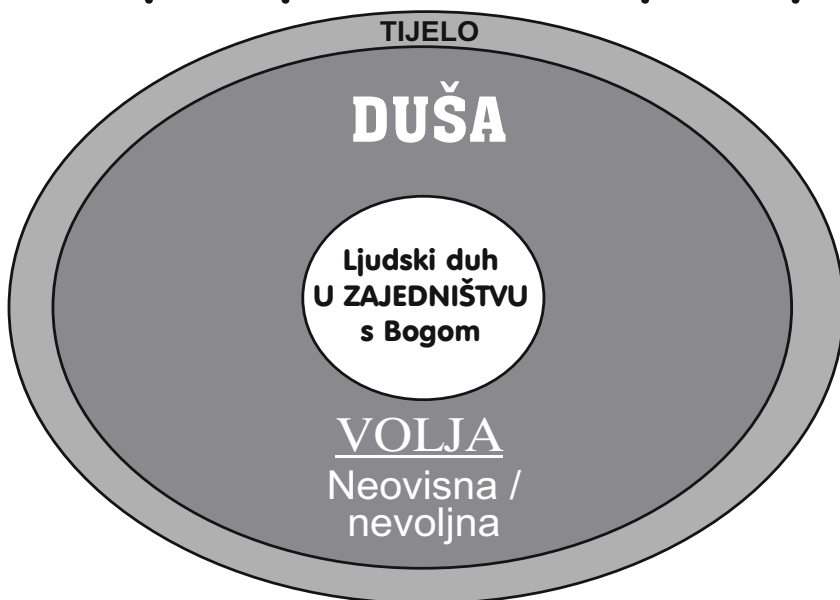 TIJELO
DUŠA
Ljudski duh
U ZAJEDNIŠTVU
s Bogom
VOLJA
Neovisna /
nevoljna